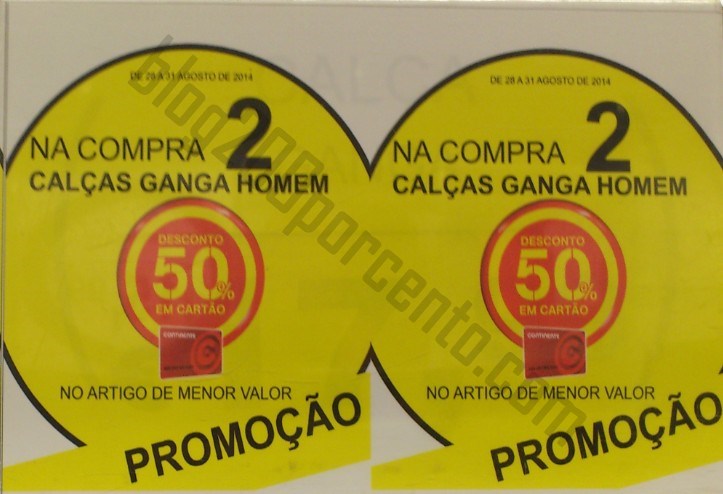 DE 28 A 31 AGOSTO DE 2014
NA COMPRA 2
CALÇAS GANGA HOMEM
DESCONTO
50%
EM CARTÃO
CONTINENTE
NO ARTIGO DE MENOR VALOR
PROMOÇÃO
DE 28 A 31 AGOSTO DE 2014
NA COMPRA 2
CALÇAS GANGA HOMEM
DESCONTO
50%
EM CARTÃO
NO ARTIGO DE MENOR VALOR
PROMOÇÃO
blog200porcento.com